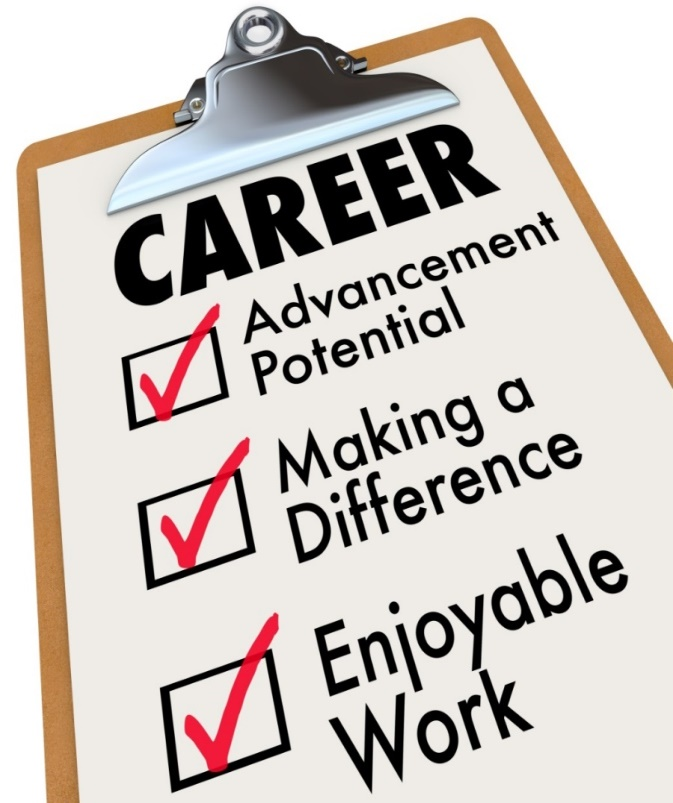 CAREER
Advancement
Potential
Making a
Difference
Enjoyable
Work